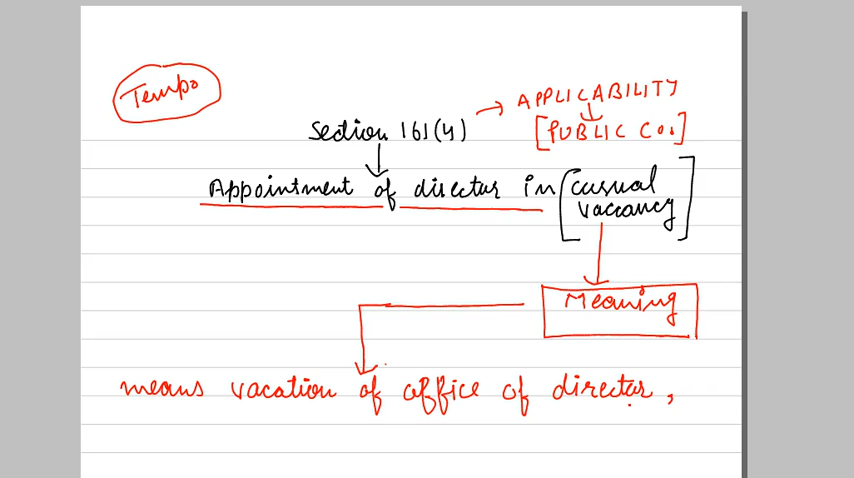 Tempo
APPLICABILITY
Section 161(4)
[PUBLIC CO.]
Appointment of director in [casual
vaccancy]
Meaning
means vacation of office of director,